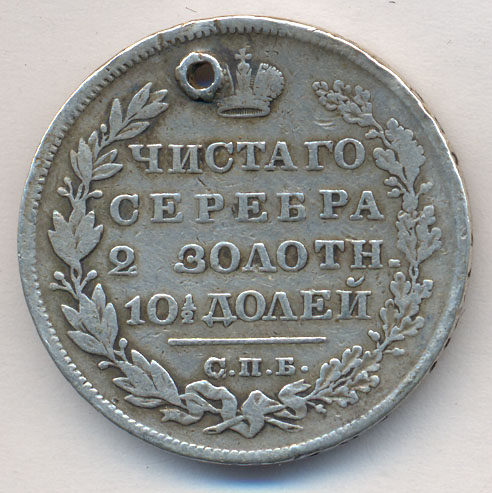 ЧИСТАГО
СЕРЕБРА
2 ЗОЛОТН.
10½ ДОЛЕЙ
С.П.Б.